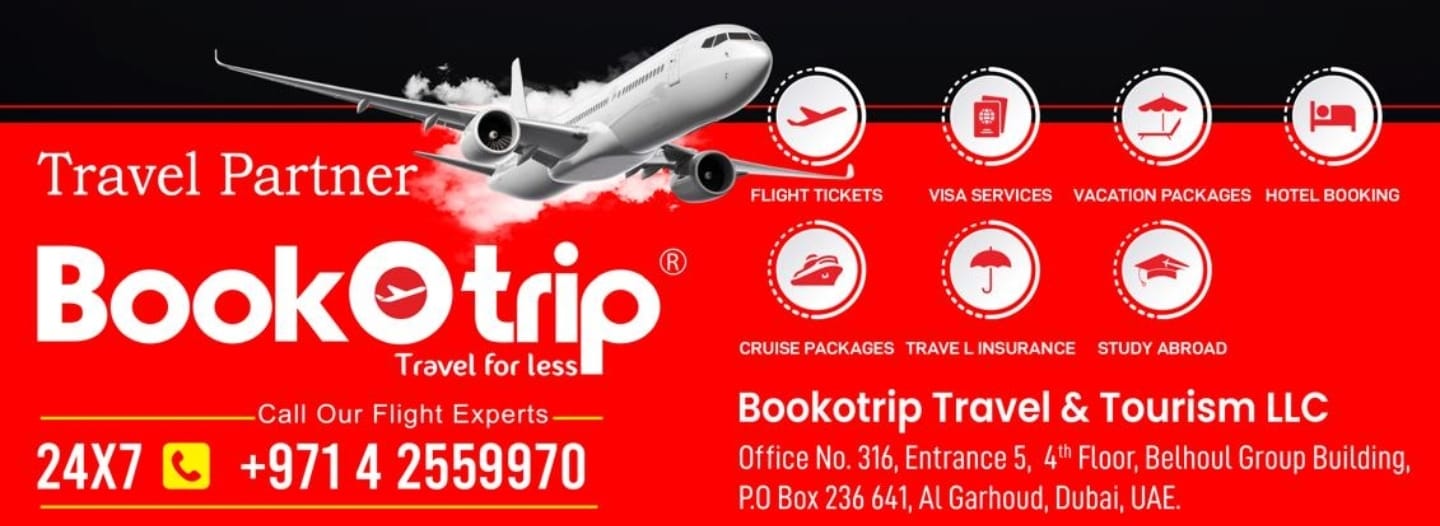 Travel Partner
BookOtrip®
Travel for less
Call Our Flight Experts
24X7 +971 4 2559970
FLIGHT TICKETS
VISA SERVICES
VACATION PACKAGES
HOTEL BOOKING
CRUISE PACKAGES
TRAVE L INSURANCE
STUDY ABROAD
Bookotrip Travel & Tourism LLC
Office No. 316, Entrance 5, 4th Floor, Belhoul Group Building,
P.O Box 236 641, Al Garhoud, Dubai, UAE.